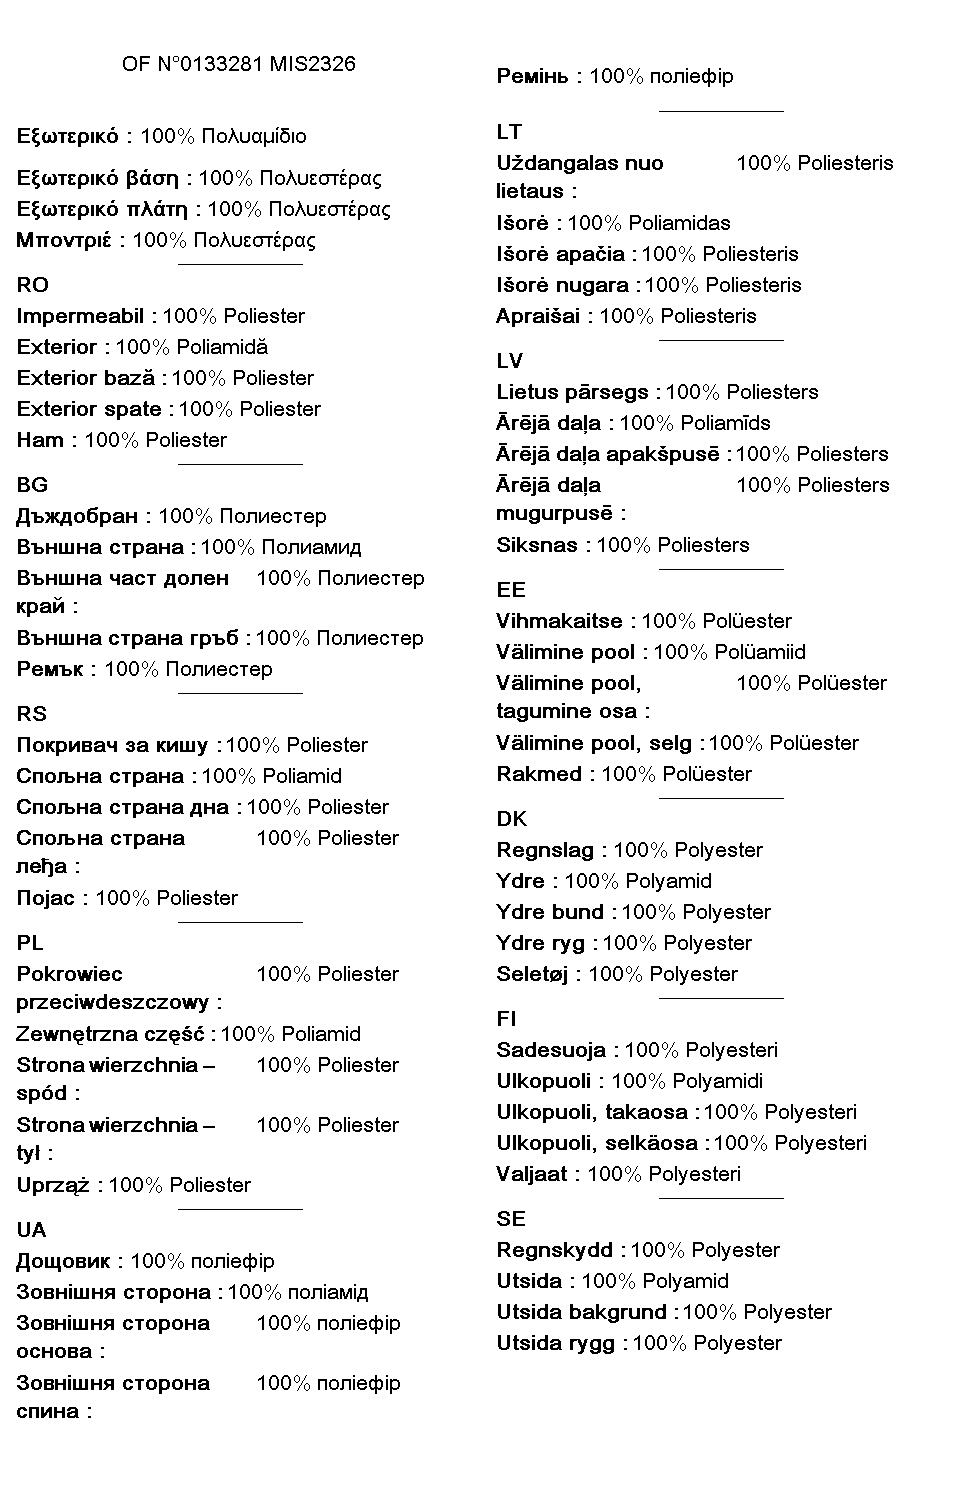 OF N°0133281 MIS2326
Εξωτερικό : 100% Πολυαμίδιο
Εξωτερικό βάση : 100% Πολυεστέρας
Εξωτερικό πλάτη : 100% Πολυεστέρας
Μποντριέ : 100% Πολυεστέρας
RO
Impermeabil : 100% Poliester
Exterior : 100% Poliamidă
Exterior bază : 100% Poliester
Exterior spate : 100% Poliester
Ham : 100% Poliester
BG
Дъждобран : 100% Полиестер
Външна страна : 100% Полиамид
Външна част долен 100% Полиестер
край :
Външна страна гръб : 100% Полиестер
Ремък : 100% Полиестер
RS
Покривач за кишу : 100% Poliester
Спољна страна : 100% Poliamid
Спољна страна дна : 100% Poliester
Спољна страна 100% Poliester
леђа :
Појас : 100% Poliester
PL
Pokrowiec 100% Poliester
przeciwdeszczowy :
Zewnętrzna część : 100% Poliamid
Strona wierzchnia – 100% Poliester
spód :
Strona wierzchnia – 100% Poliester
tył :
Uprząż : 100% Poliester
UA
Дощовик : 100% поліефір
Зовнішня сторона : 100% поліамід
Зовнішня сторона 100% поліефір
основа :
Зовнішня сторона 100% поліефір
спина :
Ремінь : 100% поліефір
LT
Uždangalas nuo 100% Poliesteris
lietaus :
Išorė : 100% Poliamidas
Išorė apačia : 100% Poliesteris
Išorė nugara : 100% Poliesteris
Apraišai : 100% Poliesteris
LV
Lietus pārsegs : 100% Poliesters
Ārējā daļa : 100% Poliamīds
Ārējā daļa apakšpusē : 100% Poliesters
Ārējā daļa 100% Poliesters
mugurpusē :
Siksnas : 100% Poliesters
EE
Vihmakaitse : 100% Polüester
Välimine pool : 100% Polüamiid
Välimine pool, 100% Polüester
tagumine osa :
Välimine pool, selg : 100% Polüester
Rakmed : 100% Polüester
DK
Regnslag : 100% Polyester
Ydre : 100% Polyamid
Ydre bund : 100% Polyester
Ydre ryg : 100% Polyester
Seletøj : 100% Polyester
FI
Sadesuoja : 100% Polyesteri
Ulkopuoli : 100% Polyamidi
Ulkopuoli, takaosa : 100% Polyesteri
Ulkopuoli, selkäosa : 100% Polyesteri
Valjaat : 100% Polyesteri
SE
Regnskydd : 100% Polyester
Utsida : 100% Polyamid
Utsida bakgrund : 100% Polyester
Utsida rygg : 100% Polyester